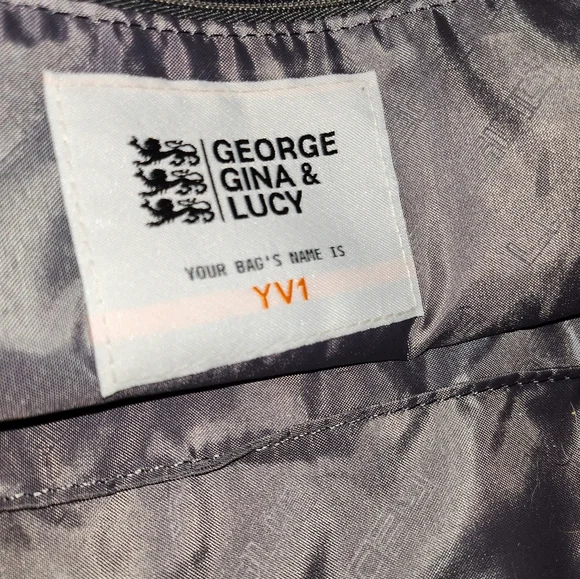 GEORGE
GINA &
LUCY
YOUR BAG'S NAME IS
YV1